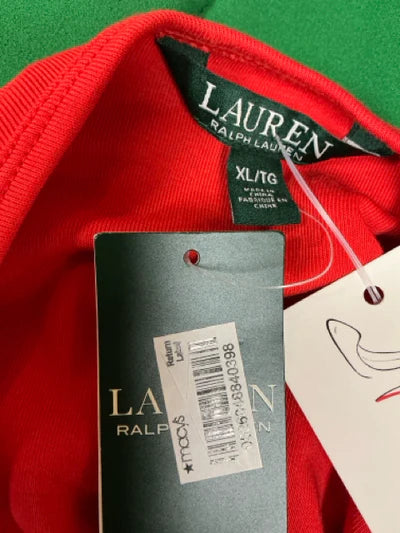 LAUREN
RALPH LAUREN
XL/TG
MADE IN
CHINA
FABRIQUÉ EN
CHINE
LAUREN
RALPH LAUREN
★macy's
Return
Label